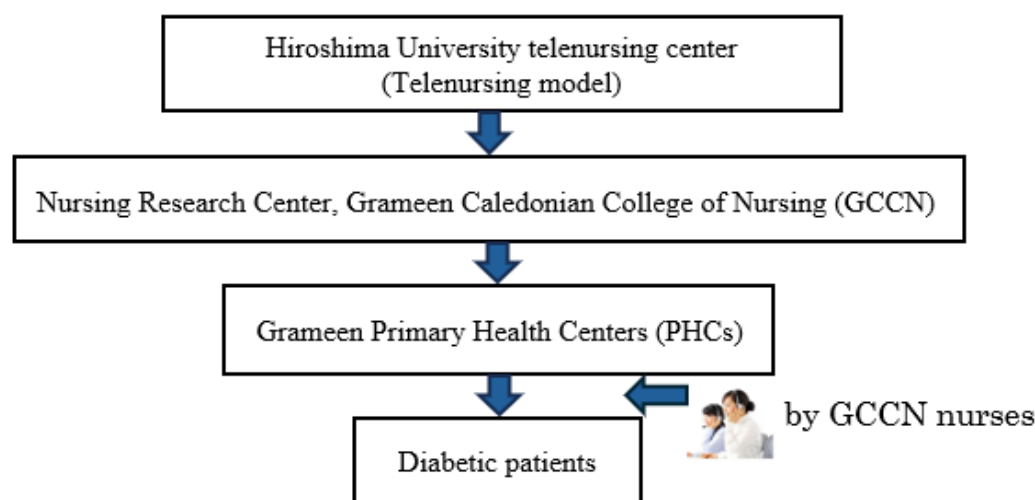 Hiroshima University telenursing center
(Telenursing model)
Nursing Research Center, Grameen Caledonian College of Nursing (GCCN)
Grameen Primary Health Centers (PHCs)
by GCCN nurses
Diabetic patients